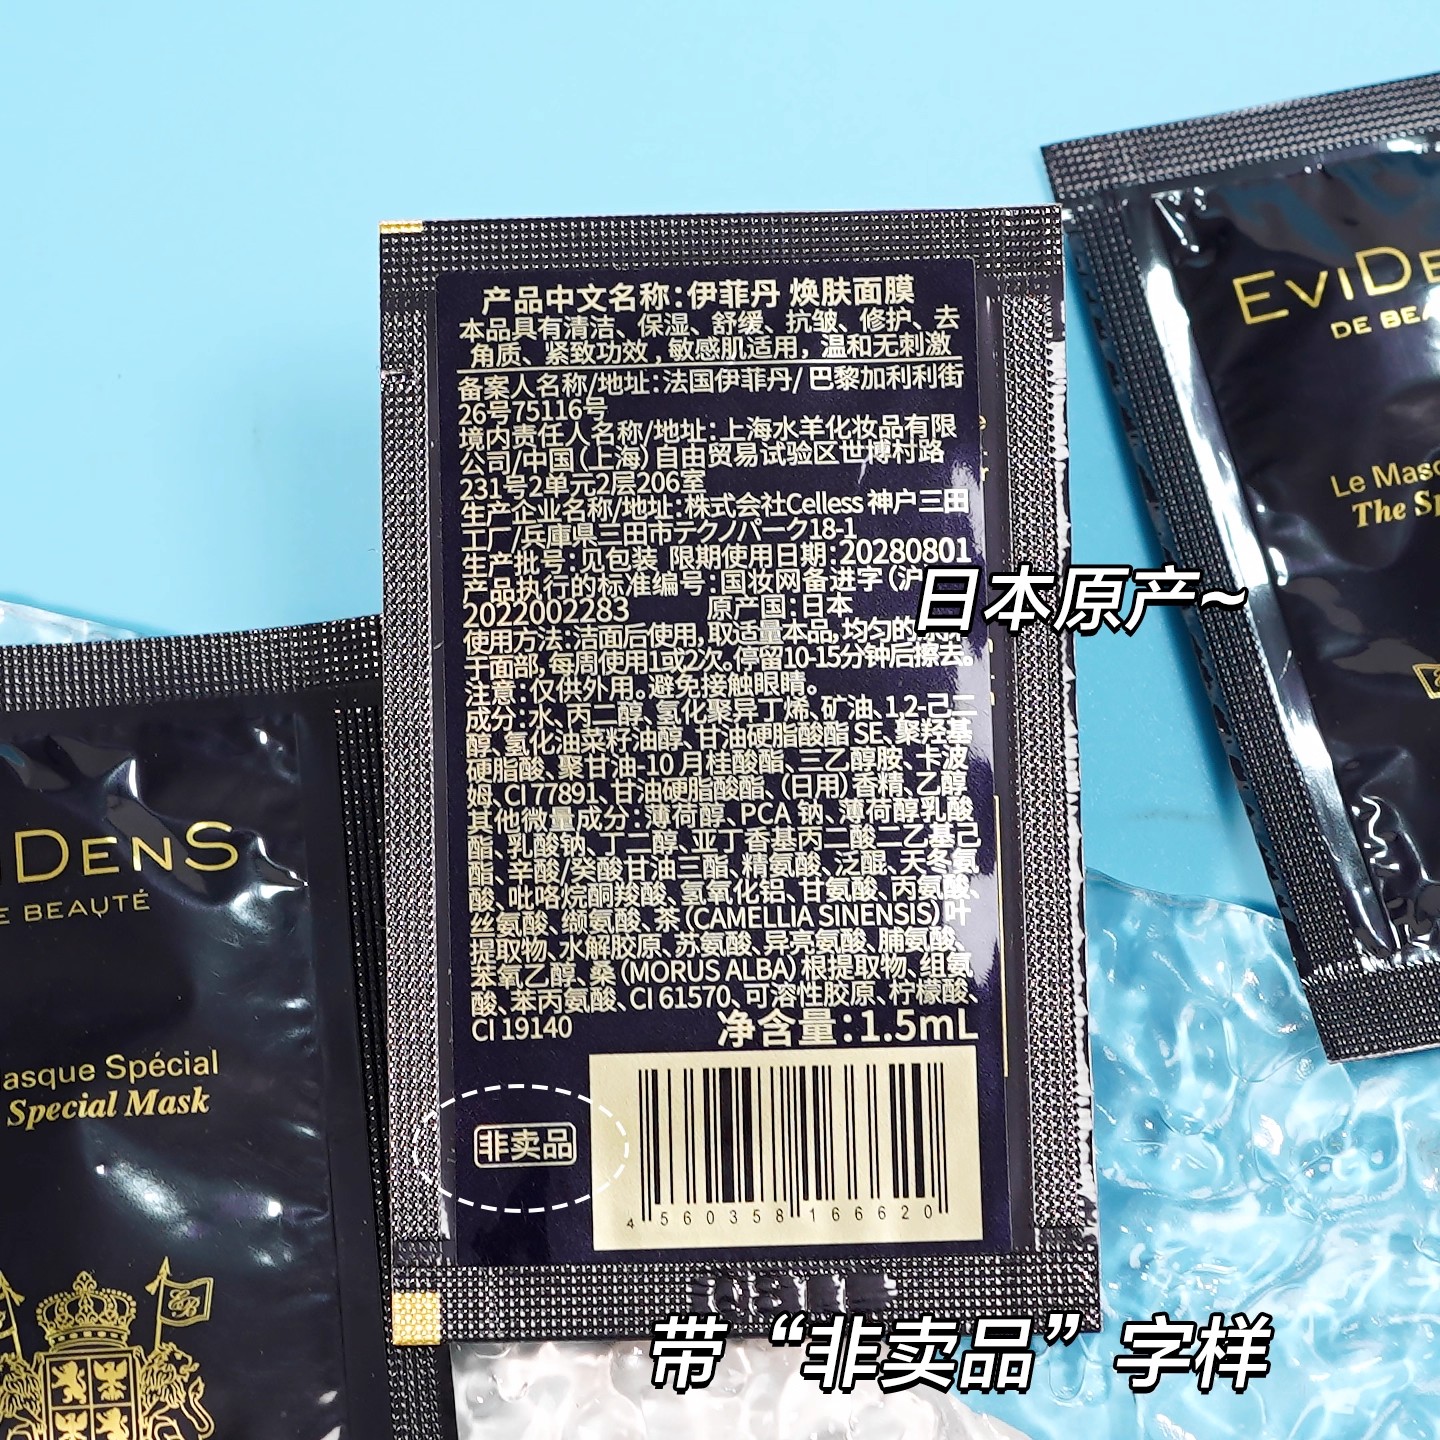 产品中文名称：伊菲丹 焕肤面膜
本品具有清洁、保湿、舒缓、抗皱、修护、去
角质、紧致功效，敏感肌适用，温和无刺激
备案人名称/地址：法国伊菲丹/ 巴黎加利利街
26号75116号
境内责任人名称/地址：上海水羊化妆品有限
公司/中国（上海）自由贸易试验区世博村路
231号2单元2层206室
生产企业名称/地址：株式会社Celless 神户三田
工厂/兵庫県三田市テクノパーク18-1
生产批号：见包装 限期使用日期：20280801
产品执行的标准编号：国妆网备进字（沪
2022002283 原产国：日本
使用方法：洁面后使用，取适量本品，均匀的
于面部，每周使用1或2次。停留10-15分钟后擦去。
注意：仅供外用。避免接触眼睛。
成分：水、丙二醇、氢化聚异丁烯、矿油、1,2-己二
醇、氢化油菜籽油醇、甘油硬脂酸酯 SE、聚羟基
硬脂酸、聚甘油-10 月桂酸酯、三乙醇胺、卡波
姆、CI 77891、甘油硬脂酸酯、（日用）香精、乙醇
其他微量成分：薄荷醇、PCA 钠、薄荷醇乳酸
酯、乳酸钠、丁二醇、亚丁香基丙二酸二乙基己
酯、辛酸/癸酸甘油三酯、精氨酸、泛醌、天冬氨
酸、吡咯烷酮羧酸、氢氧化铝、甘氨酸、丙氨酸、
丝氨酸、缬氨酸、茶（CAMELLIA SINENSIS）叶
提取物、水解胶原、苏氨酸、异亮氨酸、脯氨酸、
苯氧乙醇、桑（MORUS ALBA）根提取物、组氨
酸、苯丙氨酸、CI 61570、可溶性胶原、柠檬酸、
CI 19140 净含量：1.5mL
非卖品
4 560358 166620
日本原产~
带“非卖品”字样
EVIDE
DE BEA
Le Masq
The Sp
IDENS
E BEAUTÉ
asque Spécial
Special Mask